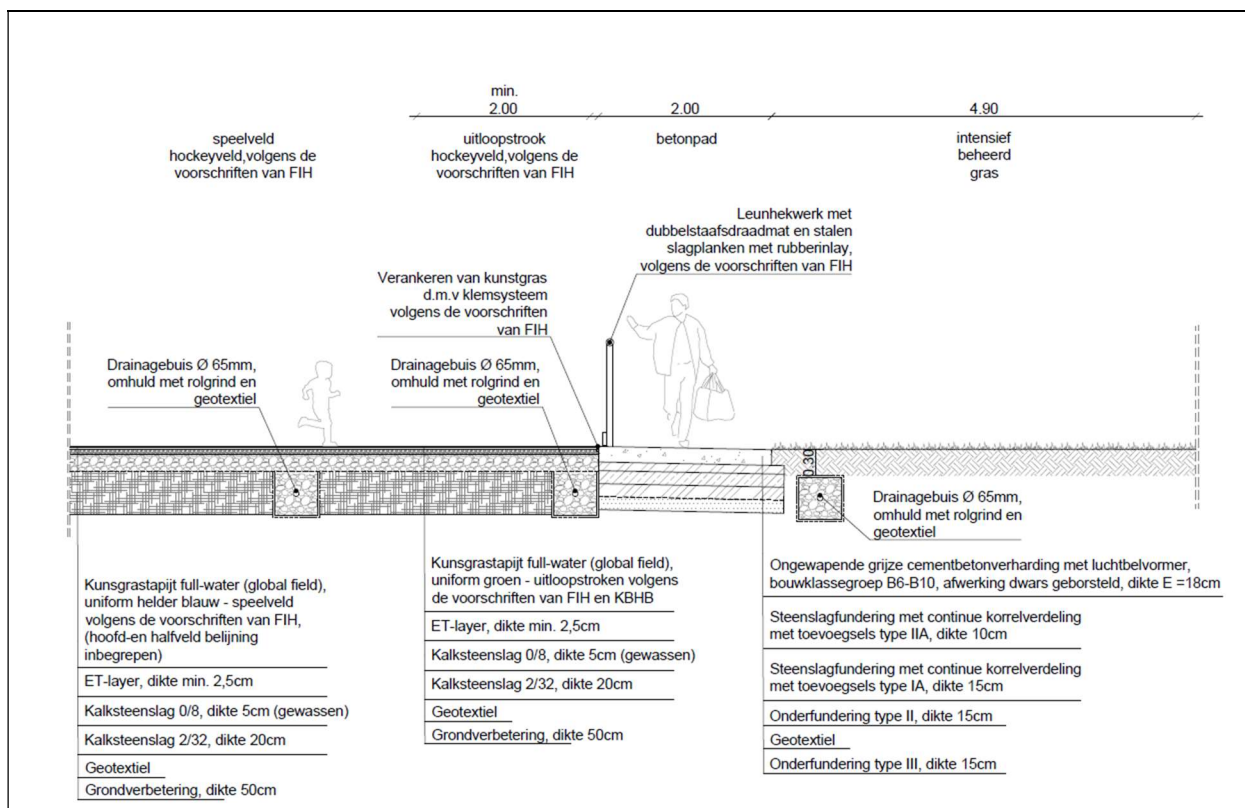 min.
2.00
2.00
4.90
speelveld
hockeyveld,volgens de
voorschriften van FIH
uitloopstrook
hockeyveld,volgens de
voorschriften van FIH
betonpad
intensief
beheerd
gras
Leunhekwerk met
dubbelstaafsdraadmat en stalen
slagplanken met rubberinlay,
volgens de voorschriften van FIH
Verankeren van kunstgras
d.m.v klemsysteem
volgens de voorschriften
van FIH
Drainagebuis Ø 65mm,
omhuld met rolgrind en
geotextiel
Drainagebuis Ø 65mm,
omhuld met rolgrind en
geotextiel
0.30
Drainagebuis Ø 65mm,
omhuld met rolgrind en
geotextiel
Kunsgrastapijt full-water (global field),
uniform helder blauw - speelveld
volgens de voorschriften van FIH,
(hoofd-en halfveld belijning
inbegrepen)
ET-layer, dikte min. 2,5cm
Kalksteenslag 0/8, dikte 5cm (gewassen)
Kalksteenslag 2/32, dikte 20cm
Geotextiel
Grondverbetering, dikte 50cm
Kunsgrastapijt full-water (global field),
uniform groen - uitloopstroken volgens
de voorschriften van FIH en KBHB
ET-layer, dikte min. 2,5cm
Kalksteenslag 0/8, dikte 5cm (gewassen)
Kalksteenslag 2/32, dikte 20cm
Geotextiel
Grondverbetering, dikte 50cm
Ongewapende grijze cementbetonverharding met luchtbelvormer,
bouwklassegroep B6-B10, afwerking dwars geborsteld, dikte E =18cm
Steenslagfundering met continue korrelverdeling
met toevoegsels type IIA, dikte 10cm
Steenslagfundering met continue korrelverdeling
met toevoegsels type IA, dikte 15cm
Onderfundering type II, dikte 15cm
Geotextiel
Onderfundering type III, dikte 15cm